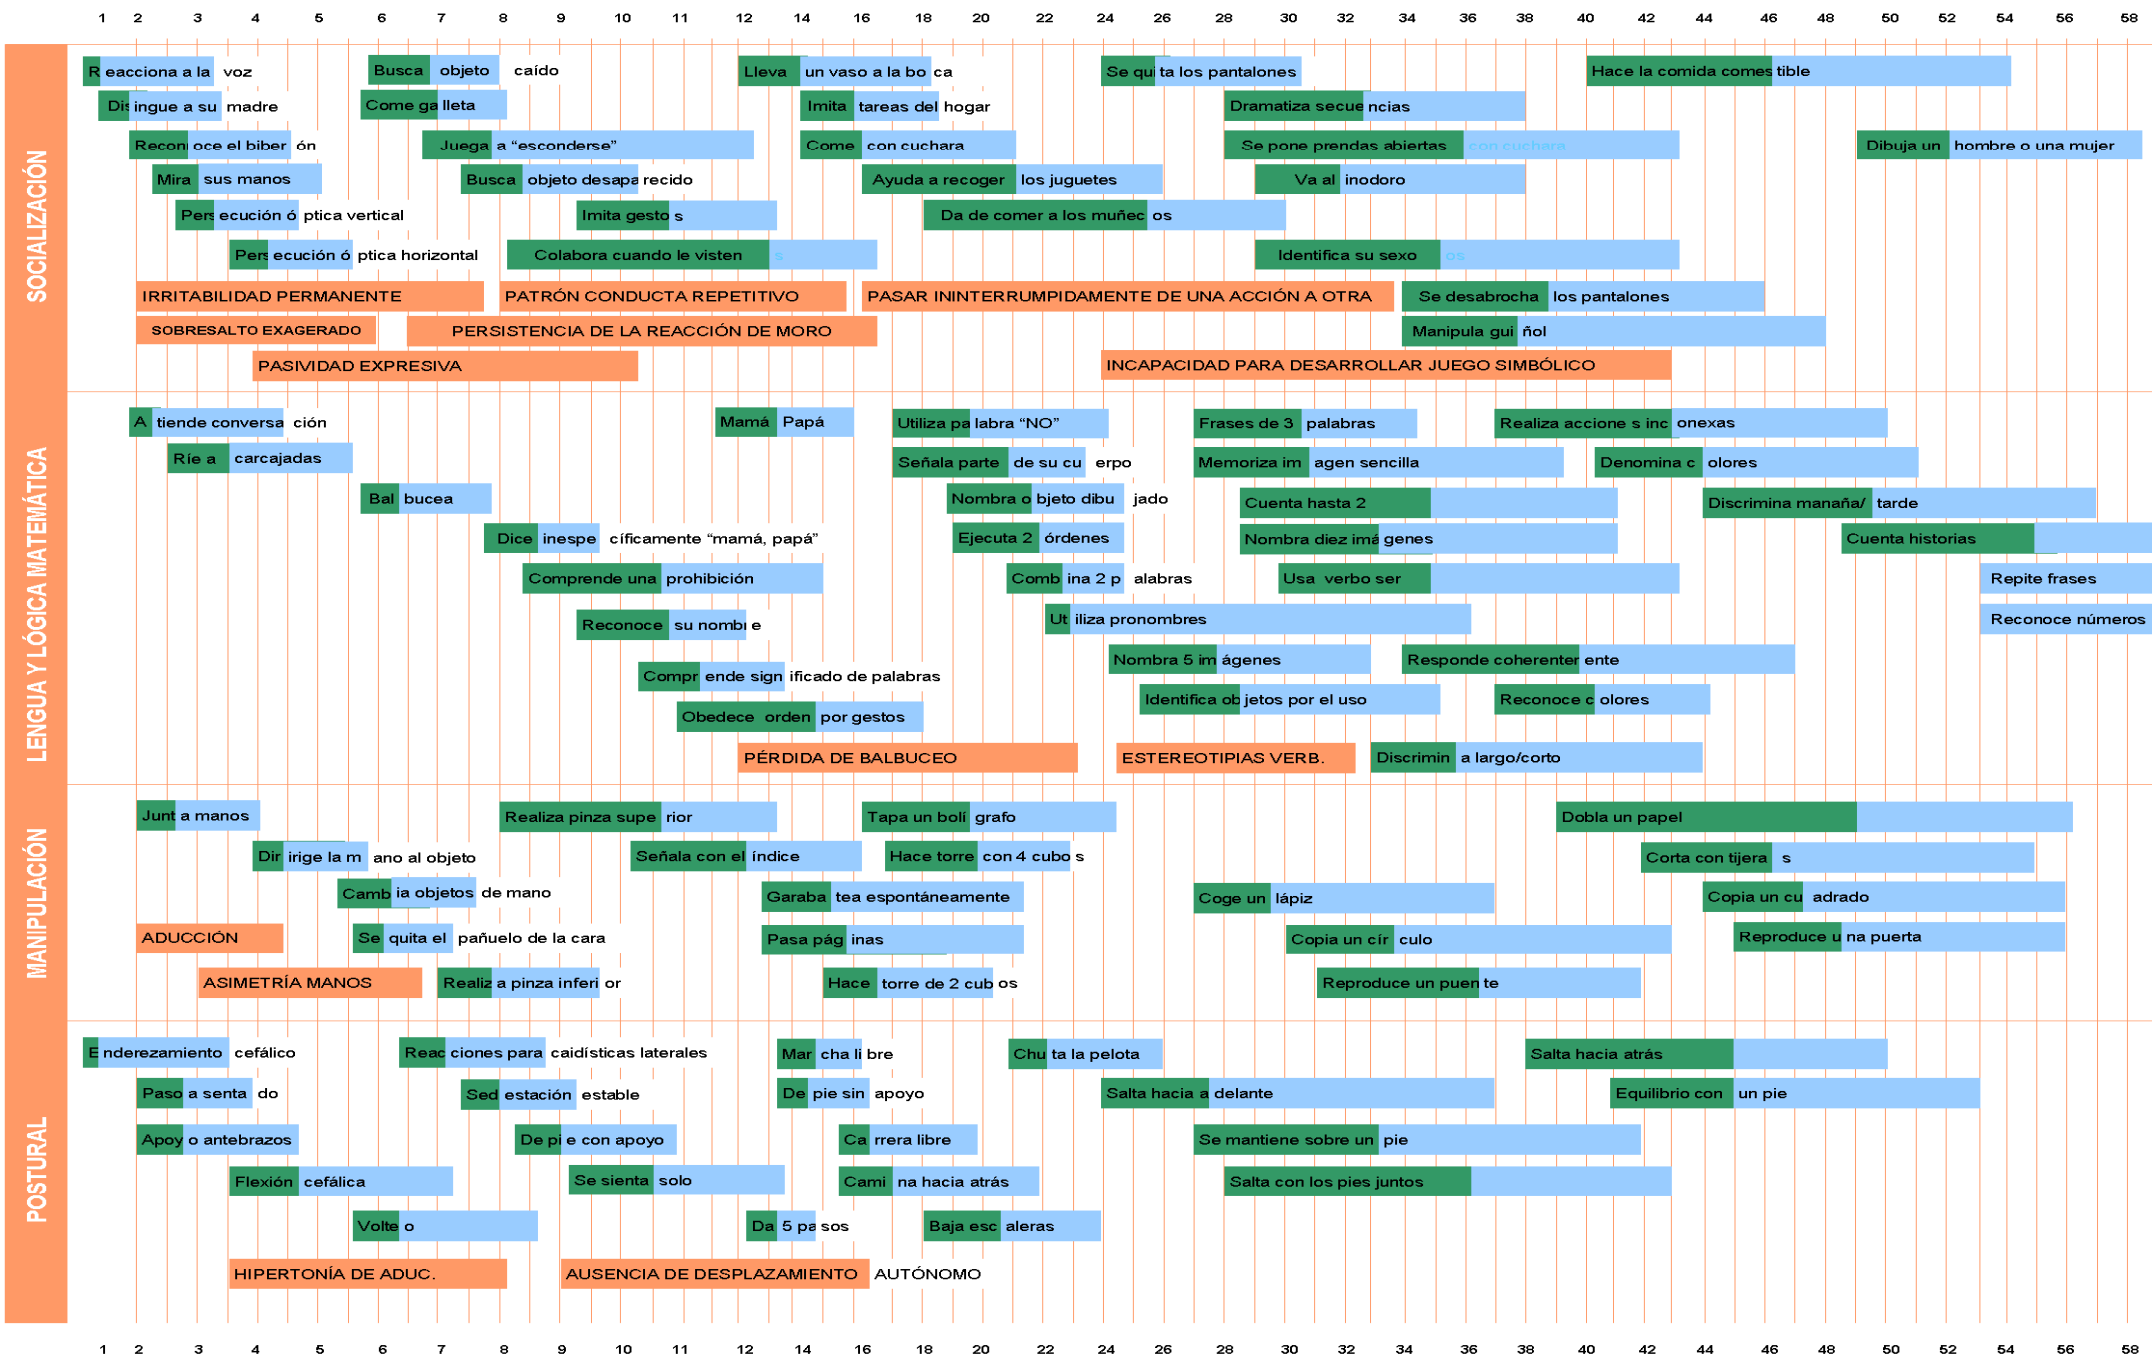 1 2 3 4 5 6 7 8 9 10 11 12 14 16 18 20 22 24 26 28 30 32 34 36 38 40 42 44 46 48 50 52 54 56 58
SOCIALIZACIÓN
Reacciona a la voz
Disingue a su madre
Reconoce el biberón
Mira sus manos
Persecución óptica vertical
Persecución óptica horizontal
IRRITABILIDAD PERMANENTE
SOBRESALTO EXAGERADO
PASIVIDAD EXPRESIVA
Busca objeto caído
Come galleta
Juega a “esconderse”
Busca objeto desaparecido
Imita gestos
Colabora cuando le visten s
PATRÓN CONDUCTA REPETITIVO
PERSISTENCIA DE LA REACCIÓN DE MORO
Lleva un vaso a la boca
Imita tareas del hogar
Come con cuchara
Ayuda a recoger los juguetes
Da de comer a los muñecos
PASAR ININTERRUMPIDAMENTE DE UNA ACCIÓN A OTRA
Se quita los pantalones
Dramatiza secuencias
Se pone prendas abiertas con cuchara
Va al inodoro
Identifica su sexo os
Se desabrocha los pantalones
Manipula guiñol
INCAPACIDAD PARA DESARROLLAR JUEGO SIMBÓLICO
Hace la comida comestible
Dibuja un hombre o una mujer
LENGUA Y LÓGICA MATEMÁTICA
Atiende conversación
Ríe a carcajadas
Balbucea
Dice inespecíficamente “mamá, papá”
Comprende una prohibición
Reconoce su nombre
Comprende significado de palabras
Obedece orden por gestos
PÉRDIDA DE BALBUCEO
Mamá Papá
Utiliza palabra “NO”
Señala parte de su cuerpo
Nombra objeto dibujado
Ejecuta 2 órdenes
Combina 2 palabras
Utiliza pronombres
Nombra 5 imágenes
Identifica objetos por el uso
ESTEREOTIPIAS VERB.
Frases de 3 palabras
Memoriza imagen sencilla
Cuenta hasta 2
Nombra diez imágenes
Usa verbo ser
Responde coherenterente
Reconoce colores
Discrimina largo/corto
Realiza acciones inconexas
Denomina colores
Discrimina manaña/ tarde
Cuenta historias
Repite frases
Reconoce números
MANIPULACIÓN
Junta manos
Dir irige la mano al objeto
Cambia objetos de mano
Se quita el pañuelo de la cara
Realiza pinza inferior
ADUCCIÓN
ASIMETRÍA MANOS
Realiza pinza superior
Señala con el índice
Garabatea espontáneamente
Pasa páginas
Hace torre de 2 cubos
Tapa un bolígrafo
Hace torre con 4 cubos
Coge un lápiz
Copia un círculo
Reproduce un puente
Dobla un papel
Corta con tijeras
Copia un cuadrado
Reproduce una puerta
POSTURAL
Enderezamiento cefálico
Paso a sentado
Apoyo antebrazos
Flexión cefálica
Volteo
HIPERTONÍA DE ADUC.
Reacciones paracaidísticas laterales
Sedestación estable
De pie con apoyo
Se sienta solo
Da 5 pasos
AUSENCIA DE DESPLAZAMIENTO AUTÓNOMO
Marcha libre
De pie sin apoyo
Carrera libre
Camina hacia atrás
Baja escaleras
Chuta la pelota
Salta hacia adelante
Se mantiene sobre un pie
Salta con los pies juntos
Salta hacia atrás
Equilibrio con un pie
1 2 3 4 5 6 7 8 9 10 11 12 14 16 18 20 22 24 26 28 30 32 34 36 38 40 42 44 46 48 50 52 54 56 58